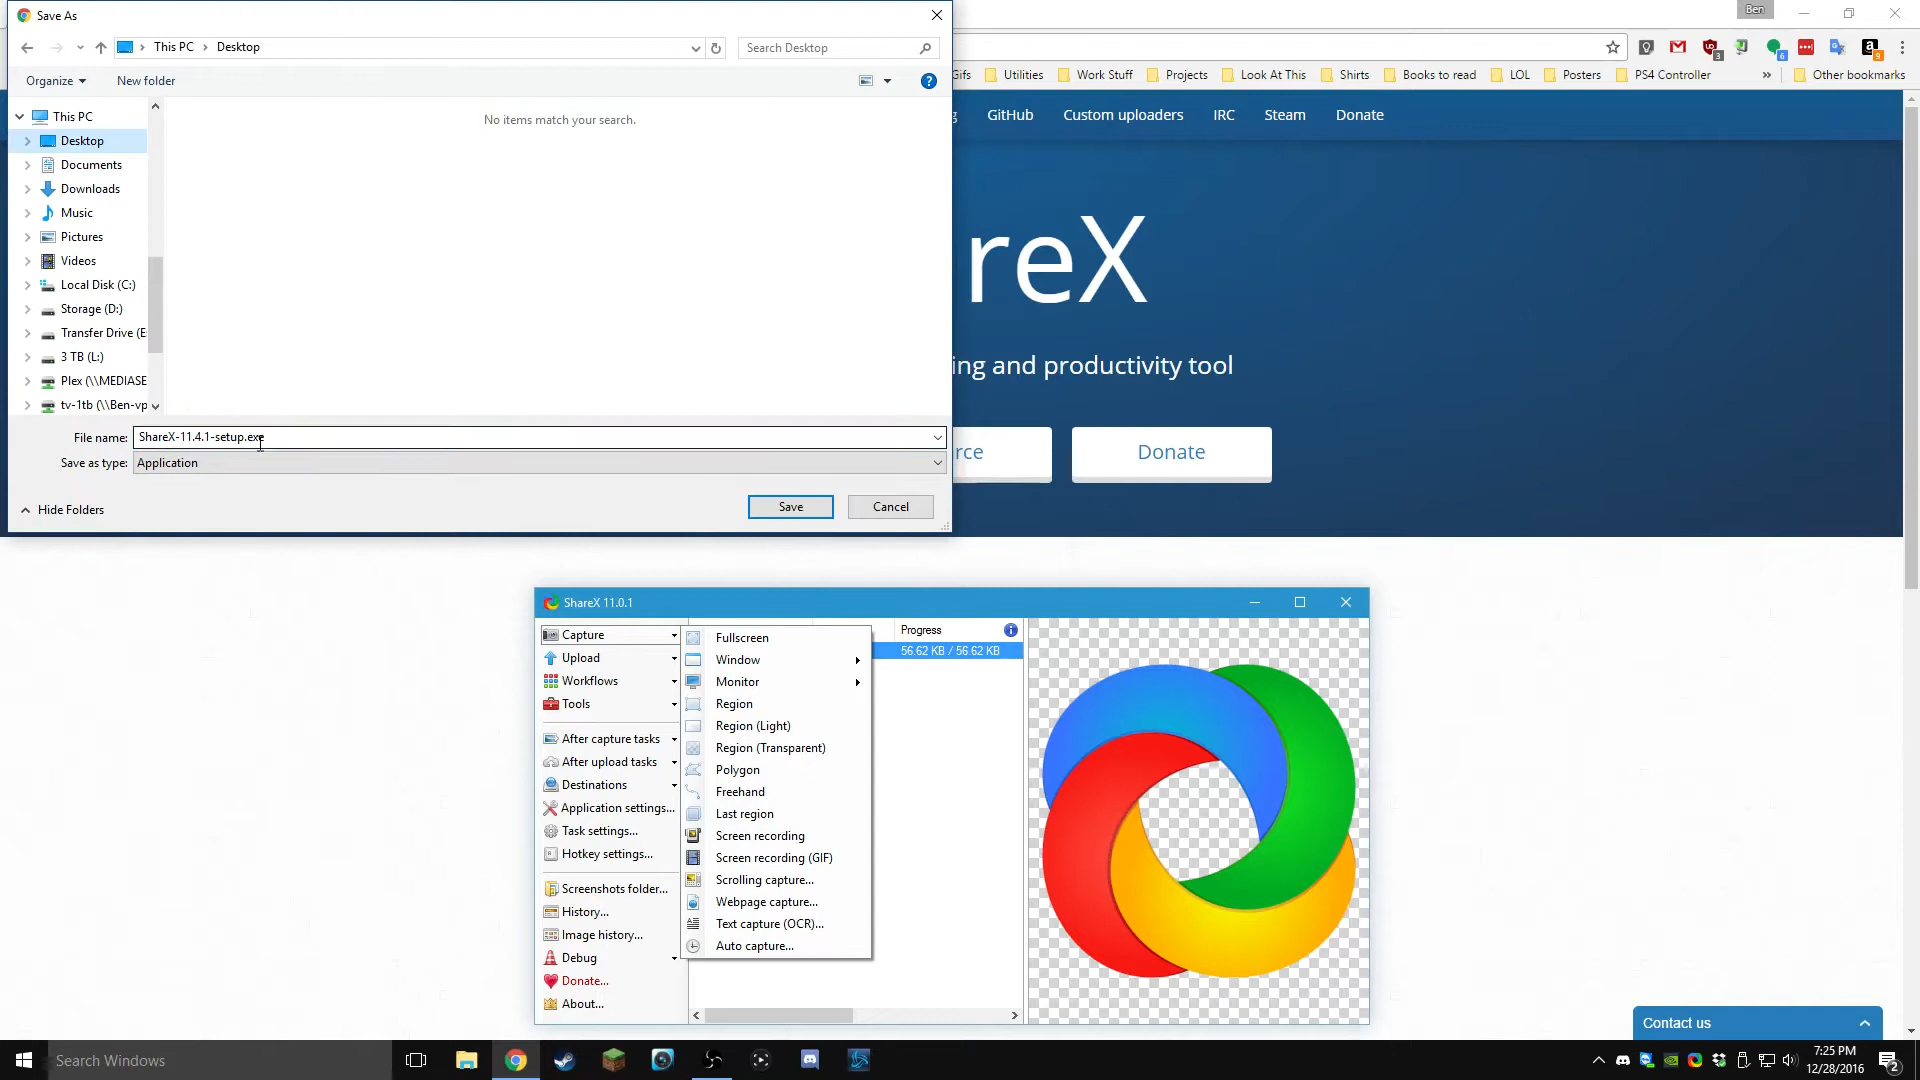 Save As
Ben
This PC > Desktop
Search Desktop
Organize
New folder
Gifs
Utilities
Work Stuff
Projects
Look At This
Shirts
Books to read
LOL
Posters
PS4 Controller
»
Other bookmarks
This PC
Desktop
Documents
Downloads
Music
Pictures
Videos
Local Disk (C:)
Storage (D:)
Transfer Drive (E
3 TB (L:)
Plex (\\MEDIASE
tv-1tb (\\Ben-vp
No items match your search.
File name: ShareX-11.4.1-setup.exe
Save as type: Application
Hide Folders
Save
Cancel
g
GitHub
Custom uploaders
IRC
Steam
Donate
reX
ing and productivity tool
rce
Donate
ShareX 11.0.1
Capture
Upload
Workflows
Tools
After capture tasks
After upload tasks
Destinations
Application settings...
Task settings...
Hotkey settings...
Screenshots folder...
History...
Image history...
Debug
Donate...
About...
Fullscreen
Window
Monitor
Region
Region (Light)
Region (Transparent)
Polygon
Freehand
Last region
Screen recording
Screen recording (GIF)
Scrolling capture...
Webpage capture...
Text capture (OCR)...
Auto capture...
Progress
56.62 KB / 56.62 KB
Contact us
Search Windows
7:25 PM
12/28/2016
2